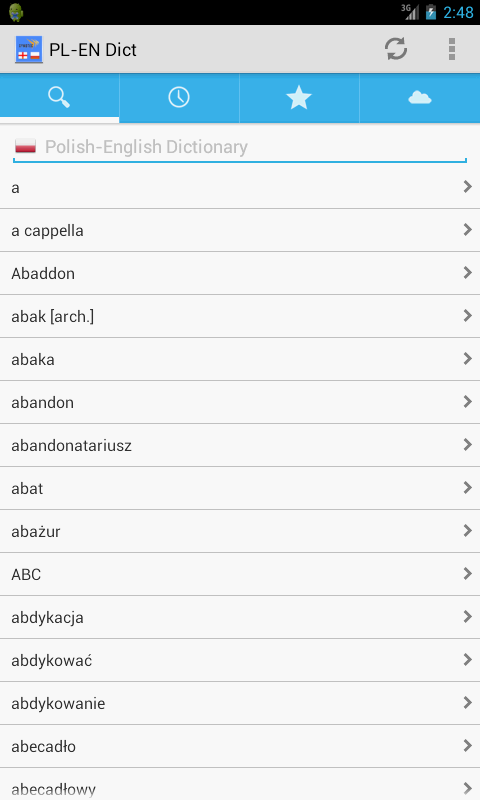 3G
2:48
PL-EN Dict
Polish-English Dictionary
a
a cappella
Abaddon
abak [arch.]
abaka
abandon
abandonatariusz
abat
abażur
ABC
abdykacja
abdykować
abdykowanie
abecadło
abecadłowy